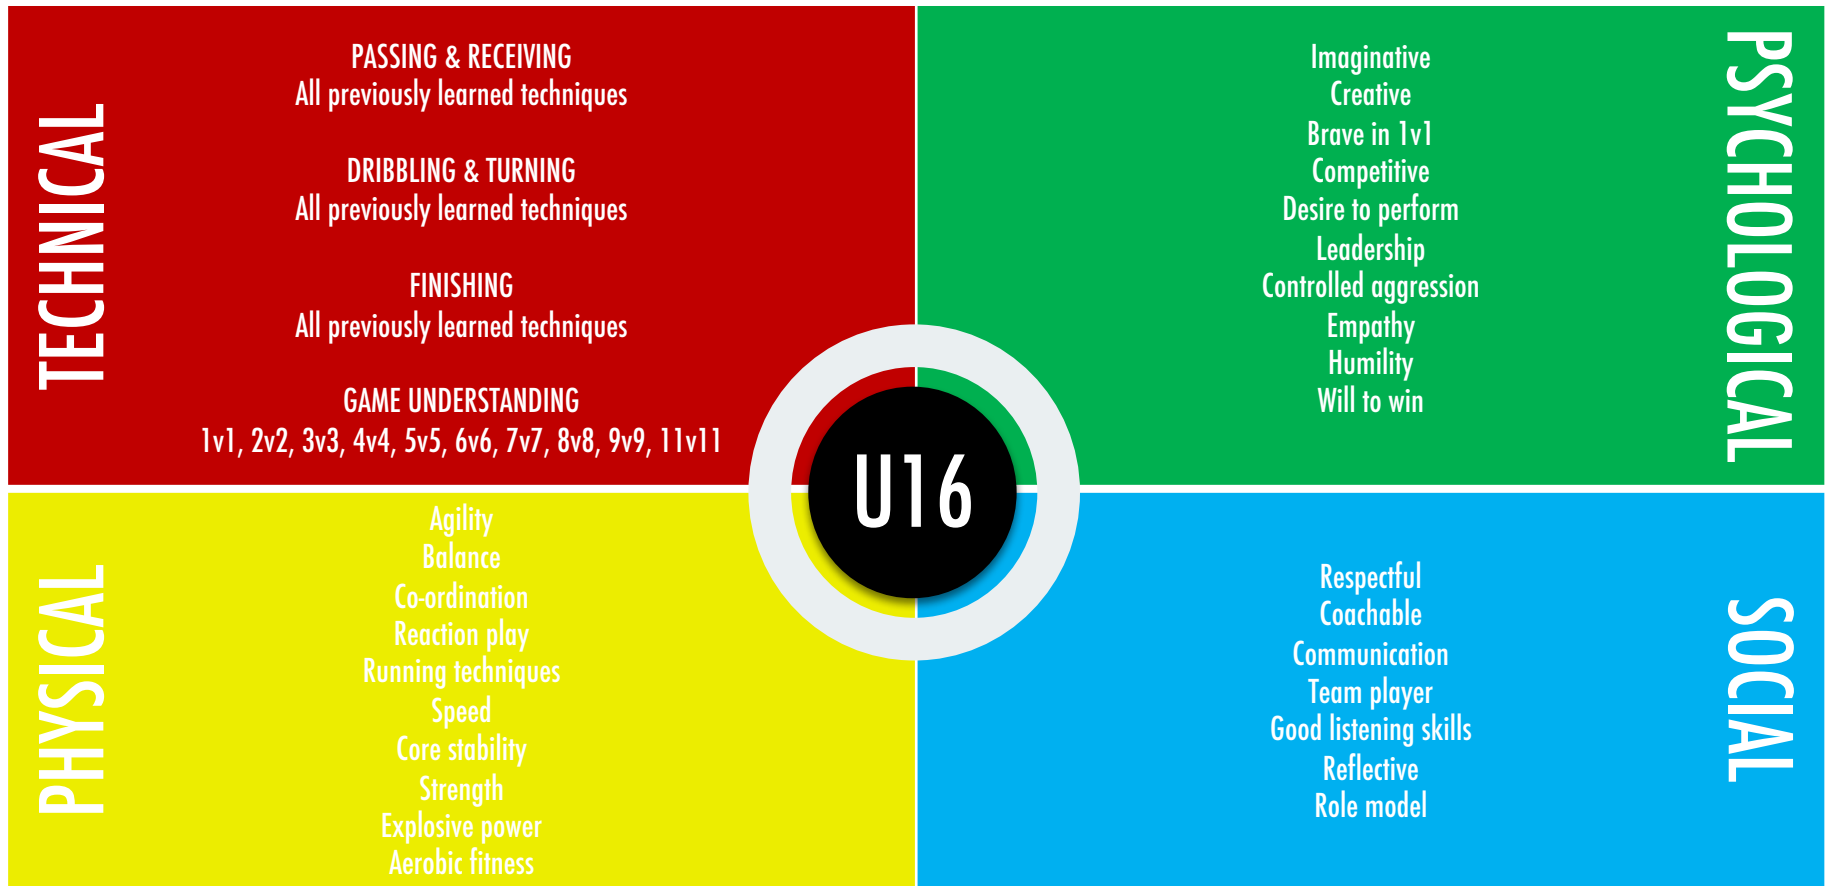 TECHNICAL
PASSING & RECEIVING
All previously learned techniques
DRIBBLING & TURNING
All previously learned techniques
FINISHING
All previously learned techniques
GAME UNDERSTANDING
1v1, 2v2, 3v3, 4v4, 5v5, 6v6, 7v7, 8v8, 9v9, 11v11
PSYCHOLOGICAL
Imaginative
Creative
Brave in 1v1
Competitive
Desire to perform
Leadership
Controlled aggression
Empathy
Humility
Will to win
U16
PHYSICAL
Agility
Balance
Co-ordination
Reaction play
Running techniques
Speed
Core stability
Strength
Explosive power
Aerobic fitness
SOCIAL
Respectful
Coachable
Communication
Team player
Good listening skills
Reflective
Role model